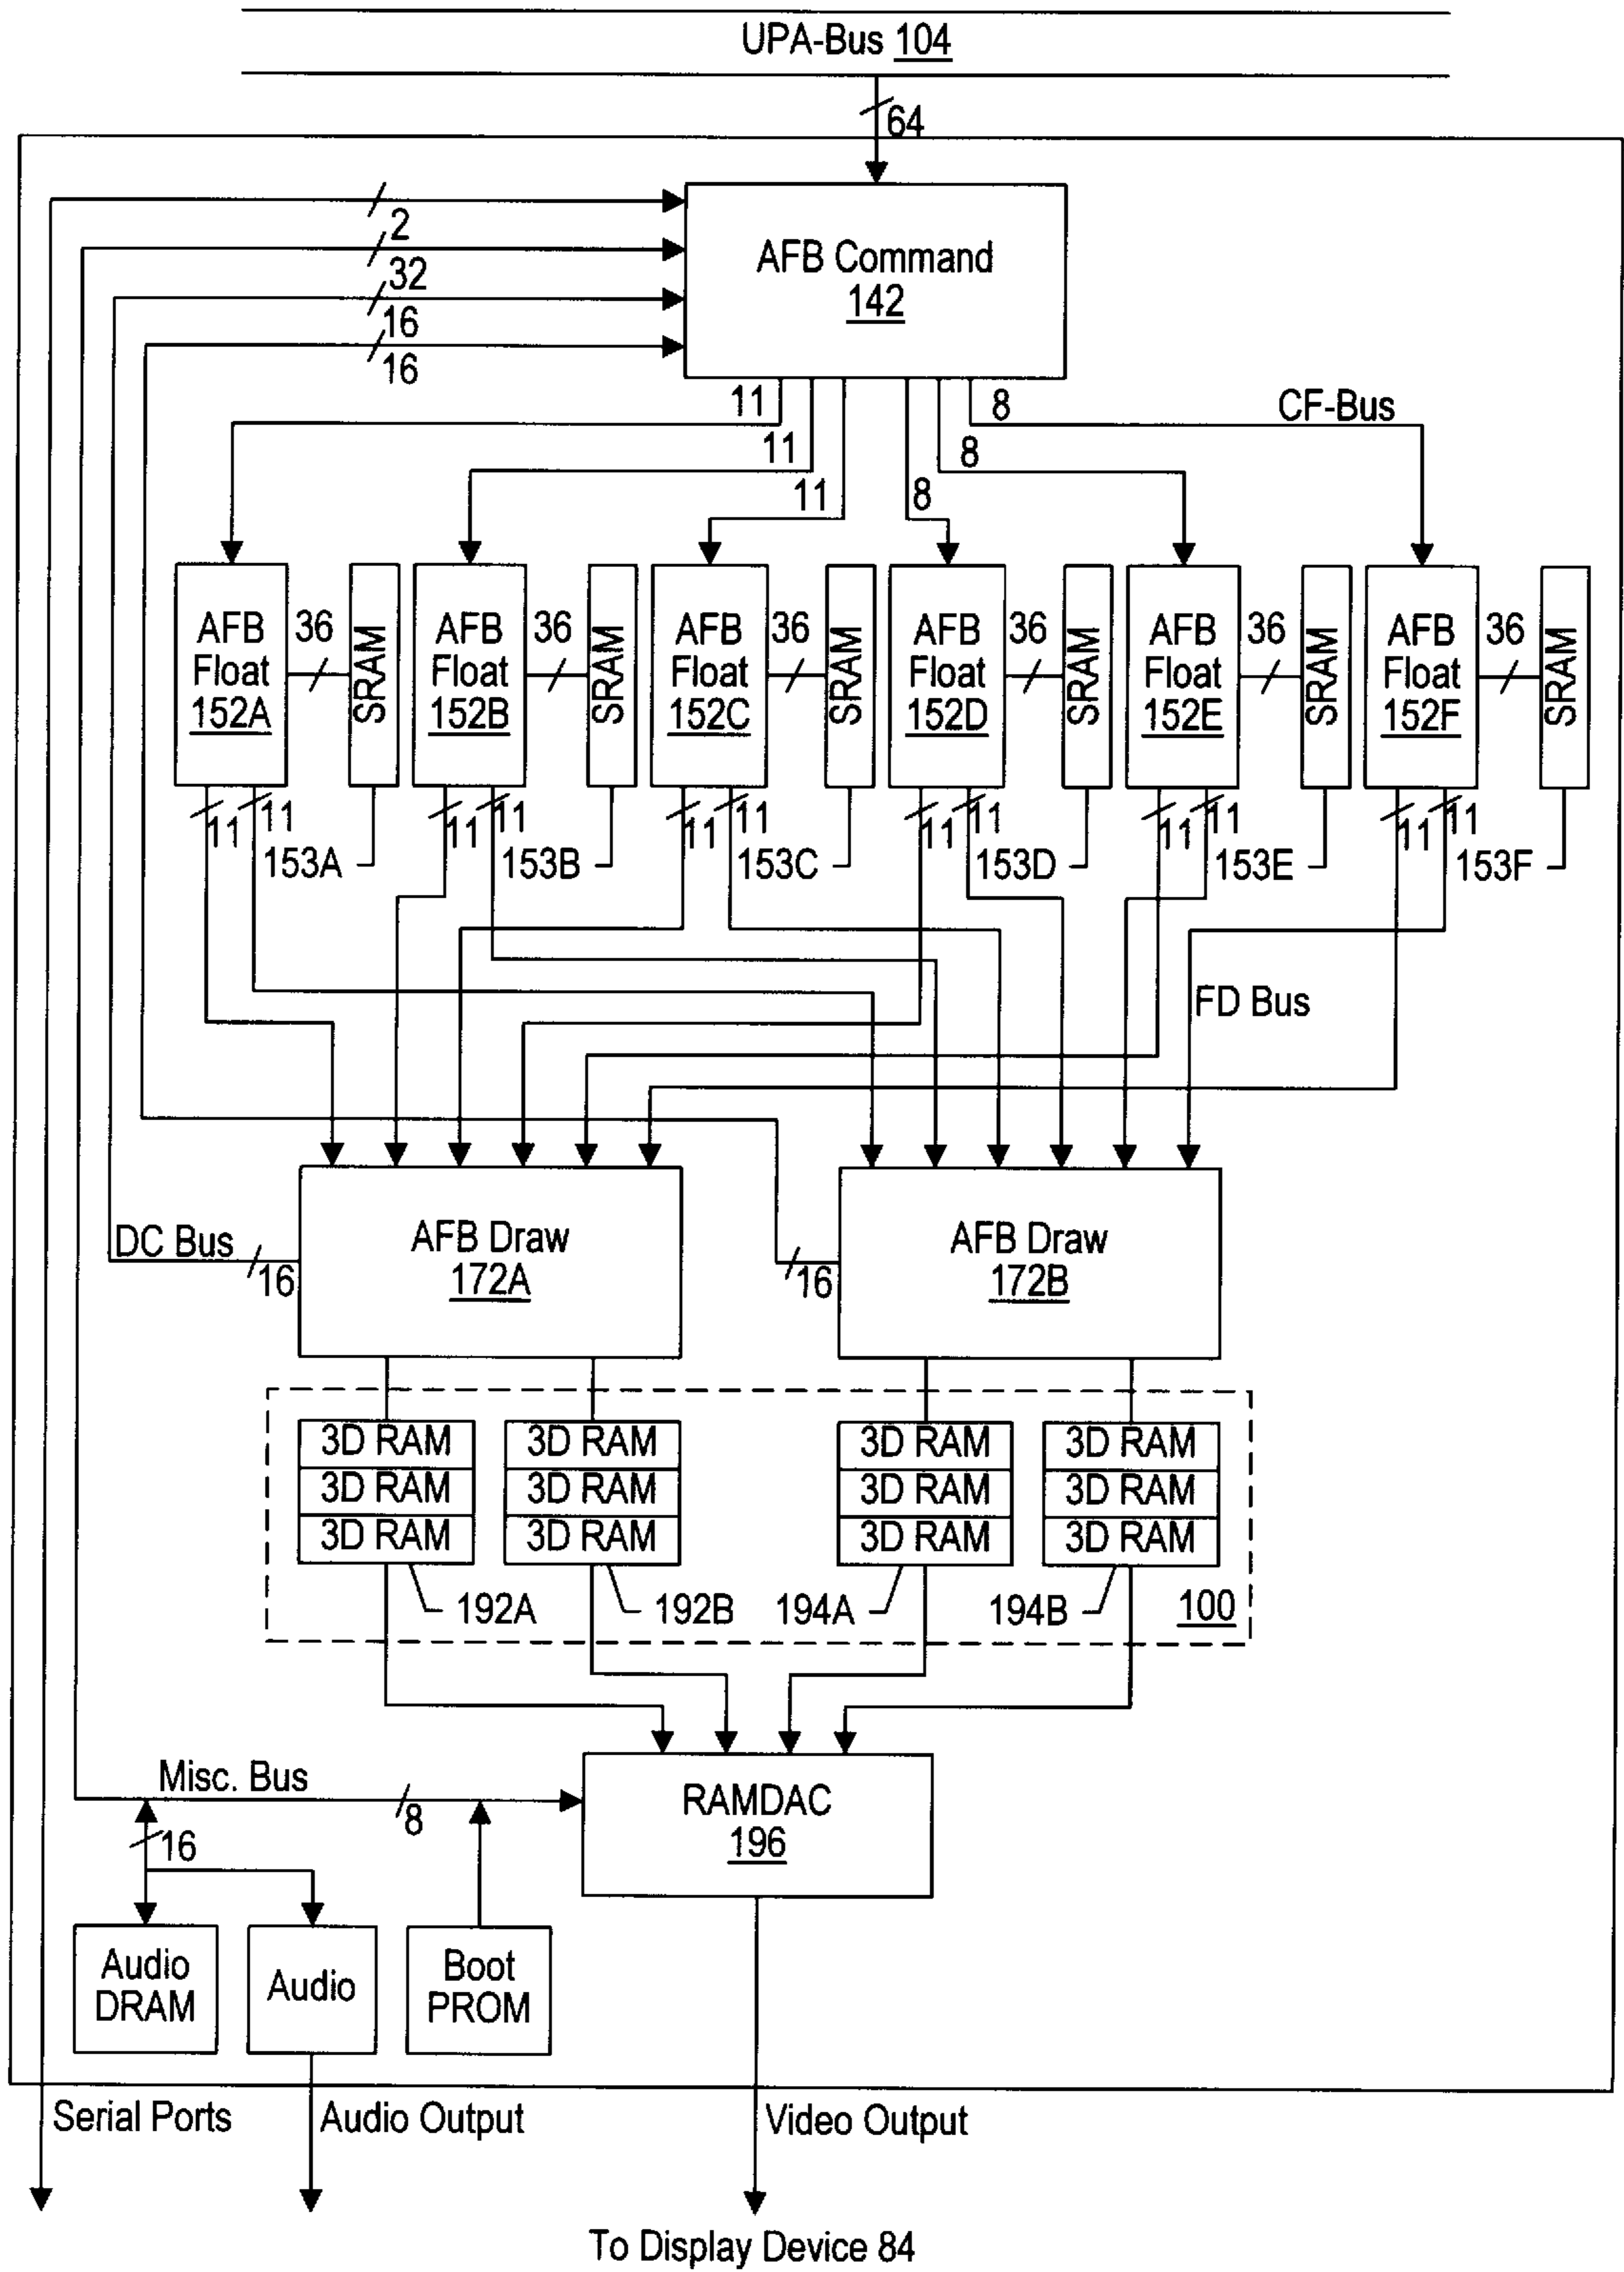 UPA-Bus 104
64
2
32
16
16
AFB Command
142
11
11
11
8
8
8
CF-Bus
AFB
Float
152A
36
SRAM
AFB
Float
152B
36
SRAM
AFB
Float
152C
36
SRAM
AFB
Float
152D
36
SRAM
AFB
Float
152E
36
SRAM
AFB
Float
152F
36
SRAM
11
11
153A
11
11
153B
11
11
153C
11
11
153D
11
11
153E
11
11
153F
FD Bus
DC Bus
16
AFB Draw
172A
16
AFB Draw
172B
3D RAM
3D RAM
3D RAM
192A
3D RAM
3D RAM
3D RAM
192B
3D RAM
3D RAM
3D RAM
194A
3D RAM
3D RAM
3D RAM
194B
100
Misc. Bus
8
16
RAMDAC
196
Audio
DRAM
Audio
Boot
PROM
Serial Ports
Audio Output
Video Output
To Display Device 84